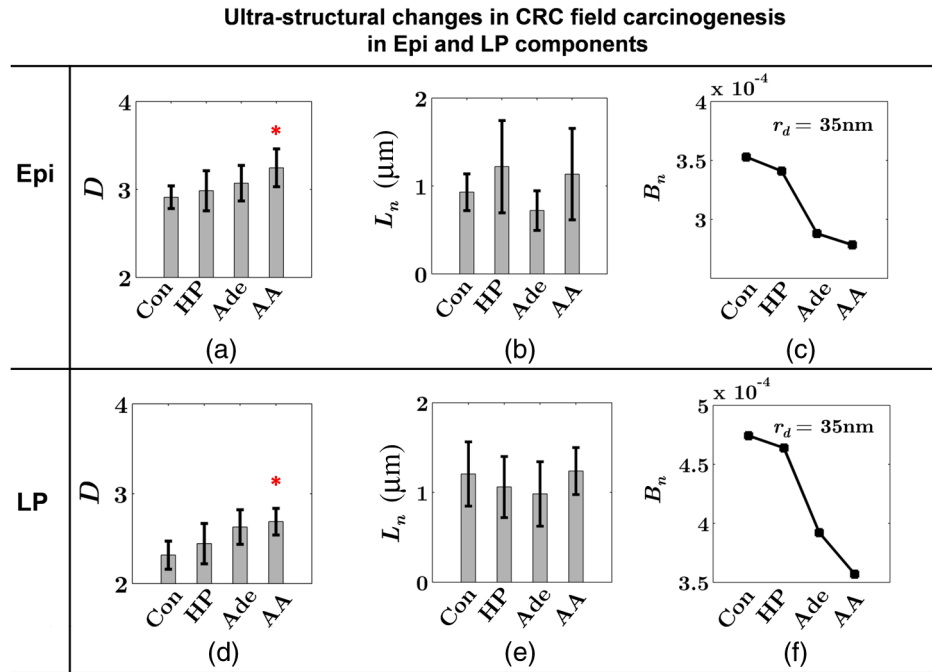 Ultra-structural changes in CRC field carcinogenesis
in Epi and LP components
Epi
D
4
3
2
*
Con HP Ade AA
(a)
Lₙ (μm)
2
1
0
Con HP Ade AA
(b)
x 10⁻⁴
Bₙ
4
3.5
3
r_d = 35nm
Con HP Ade AA
(c)
LP
D
4
3
2
*
Con HP Ade AA
(d)
Lₙ (μm)
2
1
0
Con HP Ade AA
(e)
x 10⁻⁴
Bₙ
5
4.5
4
3.5
r_d = 35nm
Con HP Ade AA
(f)